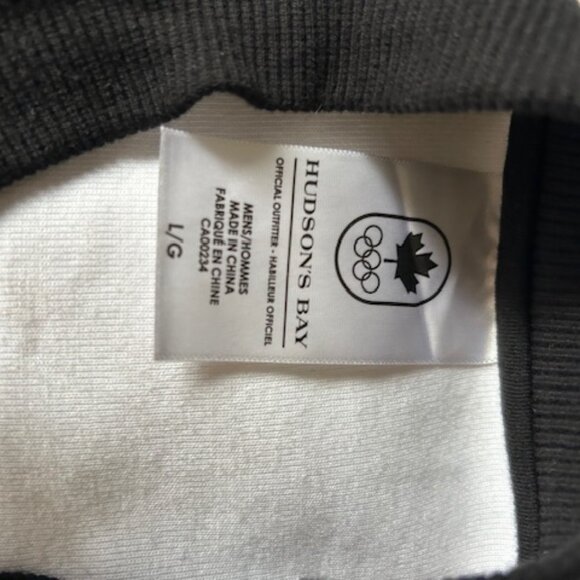 HUDSON'S BAY
OFFICIAL OUTFITTER - HABILLEUR OFFICIEL
MENS/HOMMES
MADE IN CHINA
FABRIQUÉ EN CHINE
CA00234
L/G